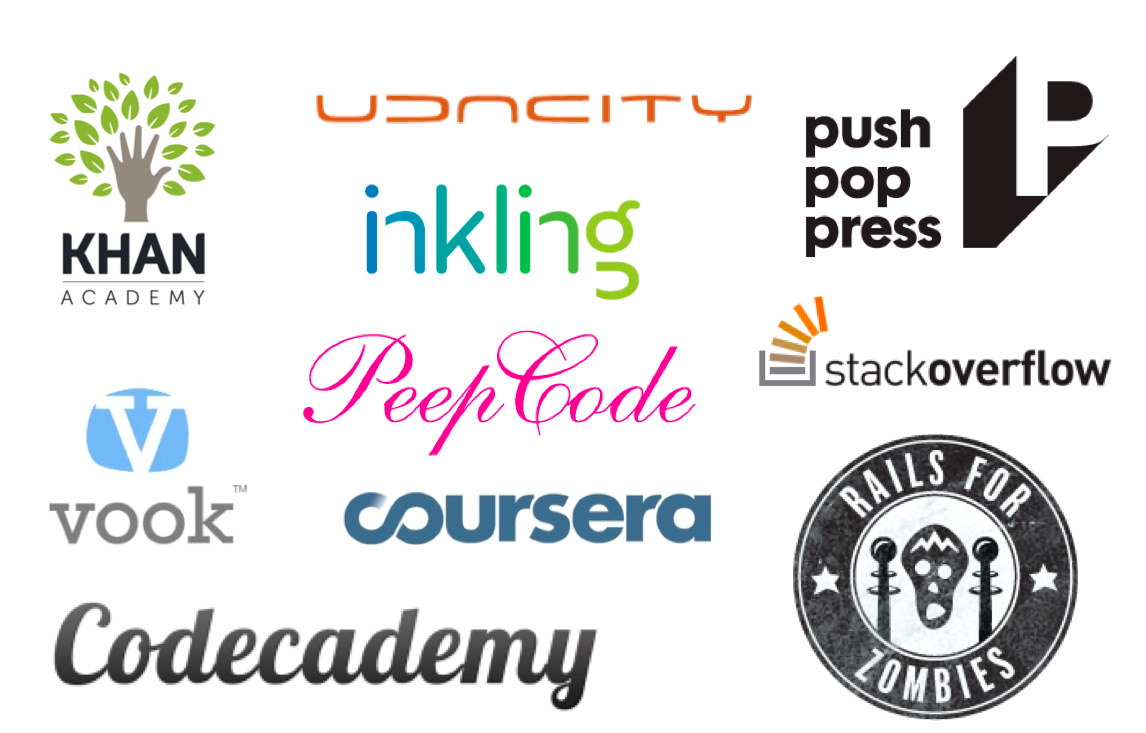 KHAN
ACADEMY
UDACITY
push
pop
press
P
inkling
stackoverflow
PeepCode
V
vook™
coursera
RAILS FOR
ZOMBIES
Codecademy